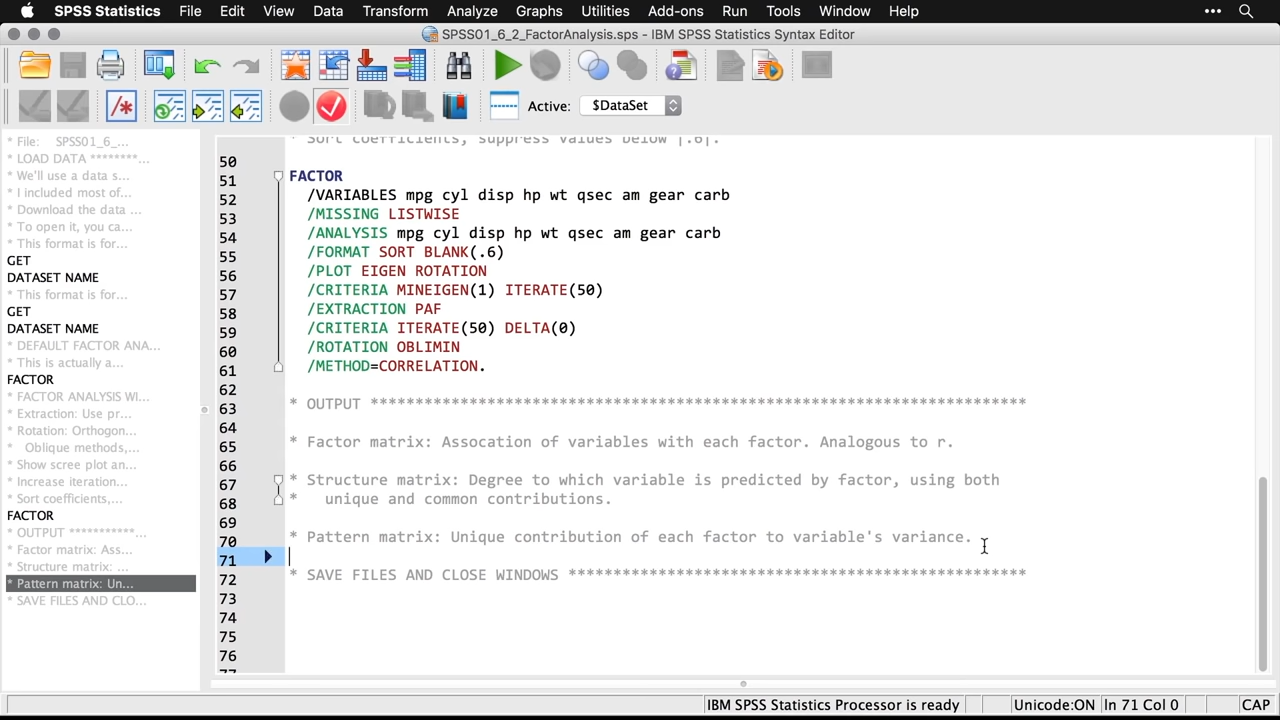 SPSS Statistics File Edit View Data Transform Analyze Graphs Utilities Add-ons Run Tools Window Help
SPSS01_6_2_FactorAnalysis.sps - IBM SPSS Statistics Syntax Editor
Active: $DataSet
* File: SPSS01_6_...
* LOAD DATA ********...
* We'll use a data s...
* I included most of...
* Download the data ...
* To open it, you ca...
* This format is for...
GET
DATASET NAME
* This format is for...
GET
DATASET NAME
* DEFAULT FACTOR ANA...
* This is actually a...
FACTOR
* FACTOR ANALYSIS WI...
* Extraction: Use pr...
* Rotation: Orthogon...
* Oblique methods,...
* Show scree plot an...
* Increase iteration...
* Sort coefficients,...
FACTOR
* OUTPUT ***********...
* Factor matrix: Ass...
* Structure matrix: ...
* Pattern matrix: Un...
* SAVE FILES AND CLO...
* Sort coefficients, suppress values below |.6|.
50
51 FACTOR
52 /VARIABLES mpg cyl disp hp wt qsec am gear carb
53 /MISSING LISTWISE
54 /ANALYSIS mpg cyl disp hp wt qsec am gear carb
55 /FORMAT SORT BLANK(.6)
56 /PLOT EIGEN ROTATION
57 /CRITERIA MINEIGEN(1) ITERATE(50)
58 /EXTRACTION PAF
59 /CRITERIA ITERATE(50) DELTA(0)
60 /ROTATION OBLIMIN
61 /METHOD=CORRELATION.
62
63 * OUTPUT *************************************************************************
64
65 * Factor matrix: Assocation of variables with each factor. Analogous to r.
66
67 * Structure matrix: Degree to which variable is predicted by factor, using both
68 * unique and common contributions.
69
70 * Pattern matrix: Unique contribution of each factor to variable's variance.
71
72 * SAVE FILES AND CLOSE WINDOWS ***************************************************
73
74
75
76
77
IBM SPSS Statistics Processor is ready Unicode:ON In 71 Col 0 CAP